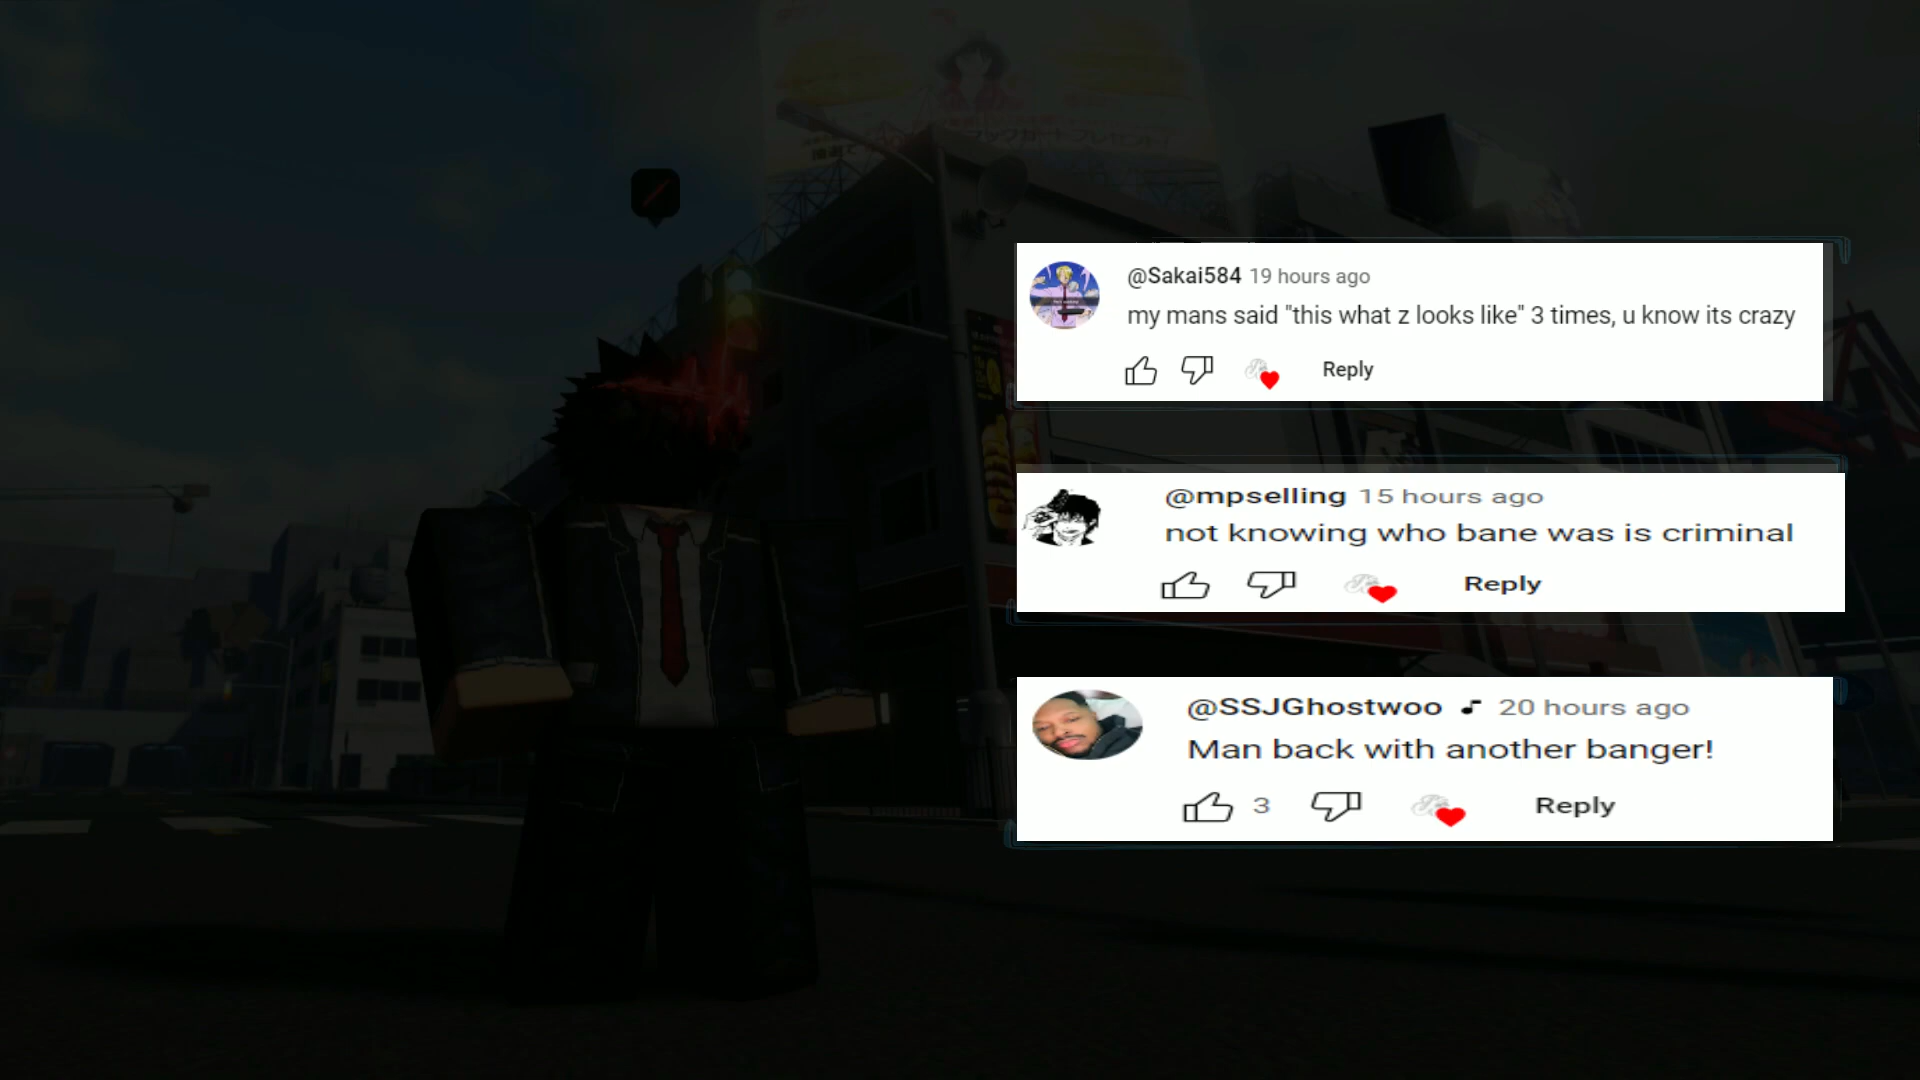 @Sakai584 19 hours ago
my mans said "this what z looks like" 3 times, u know its crazy
Reply
@mpselling 15 hours ago
not knowing who bane was is criminal
Reply
@SSJGhostwoo 20 hours ago
Man back with another banger!
3 Reply